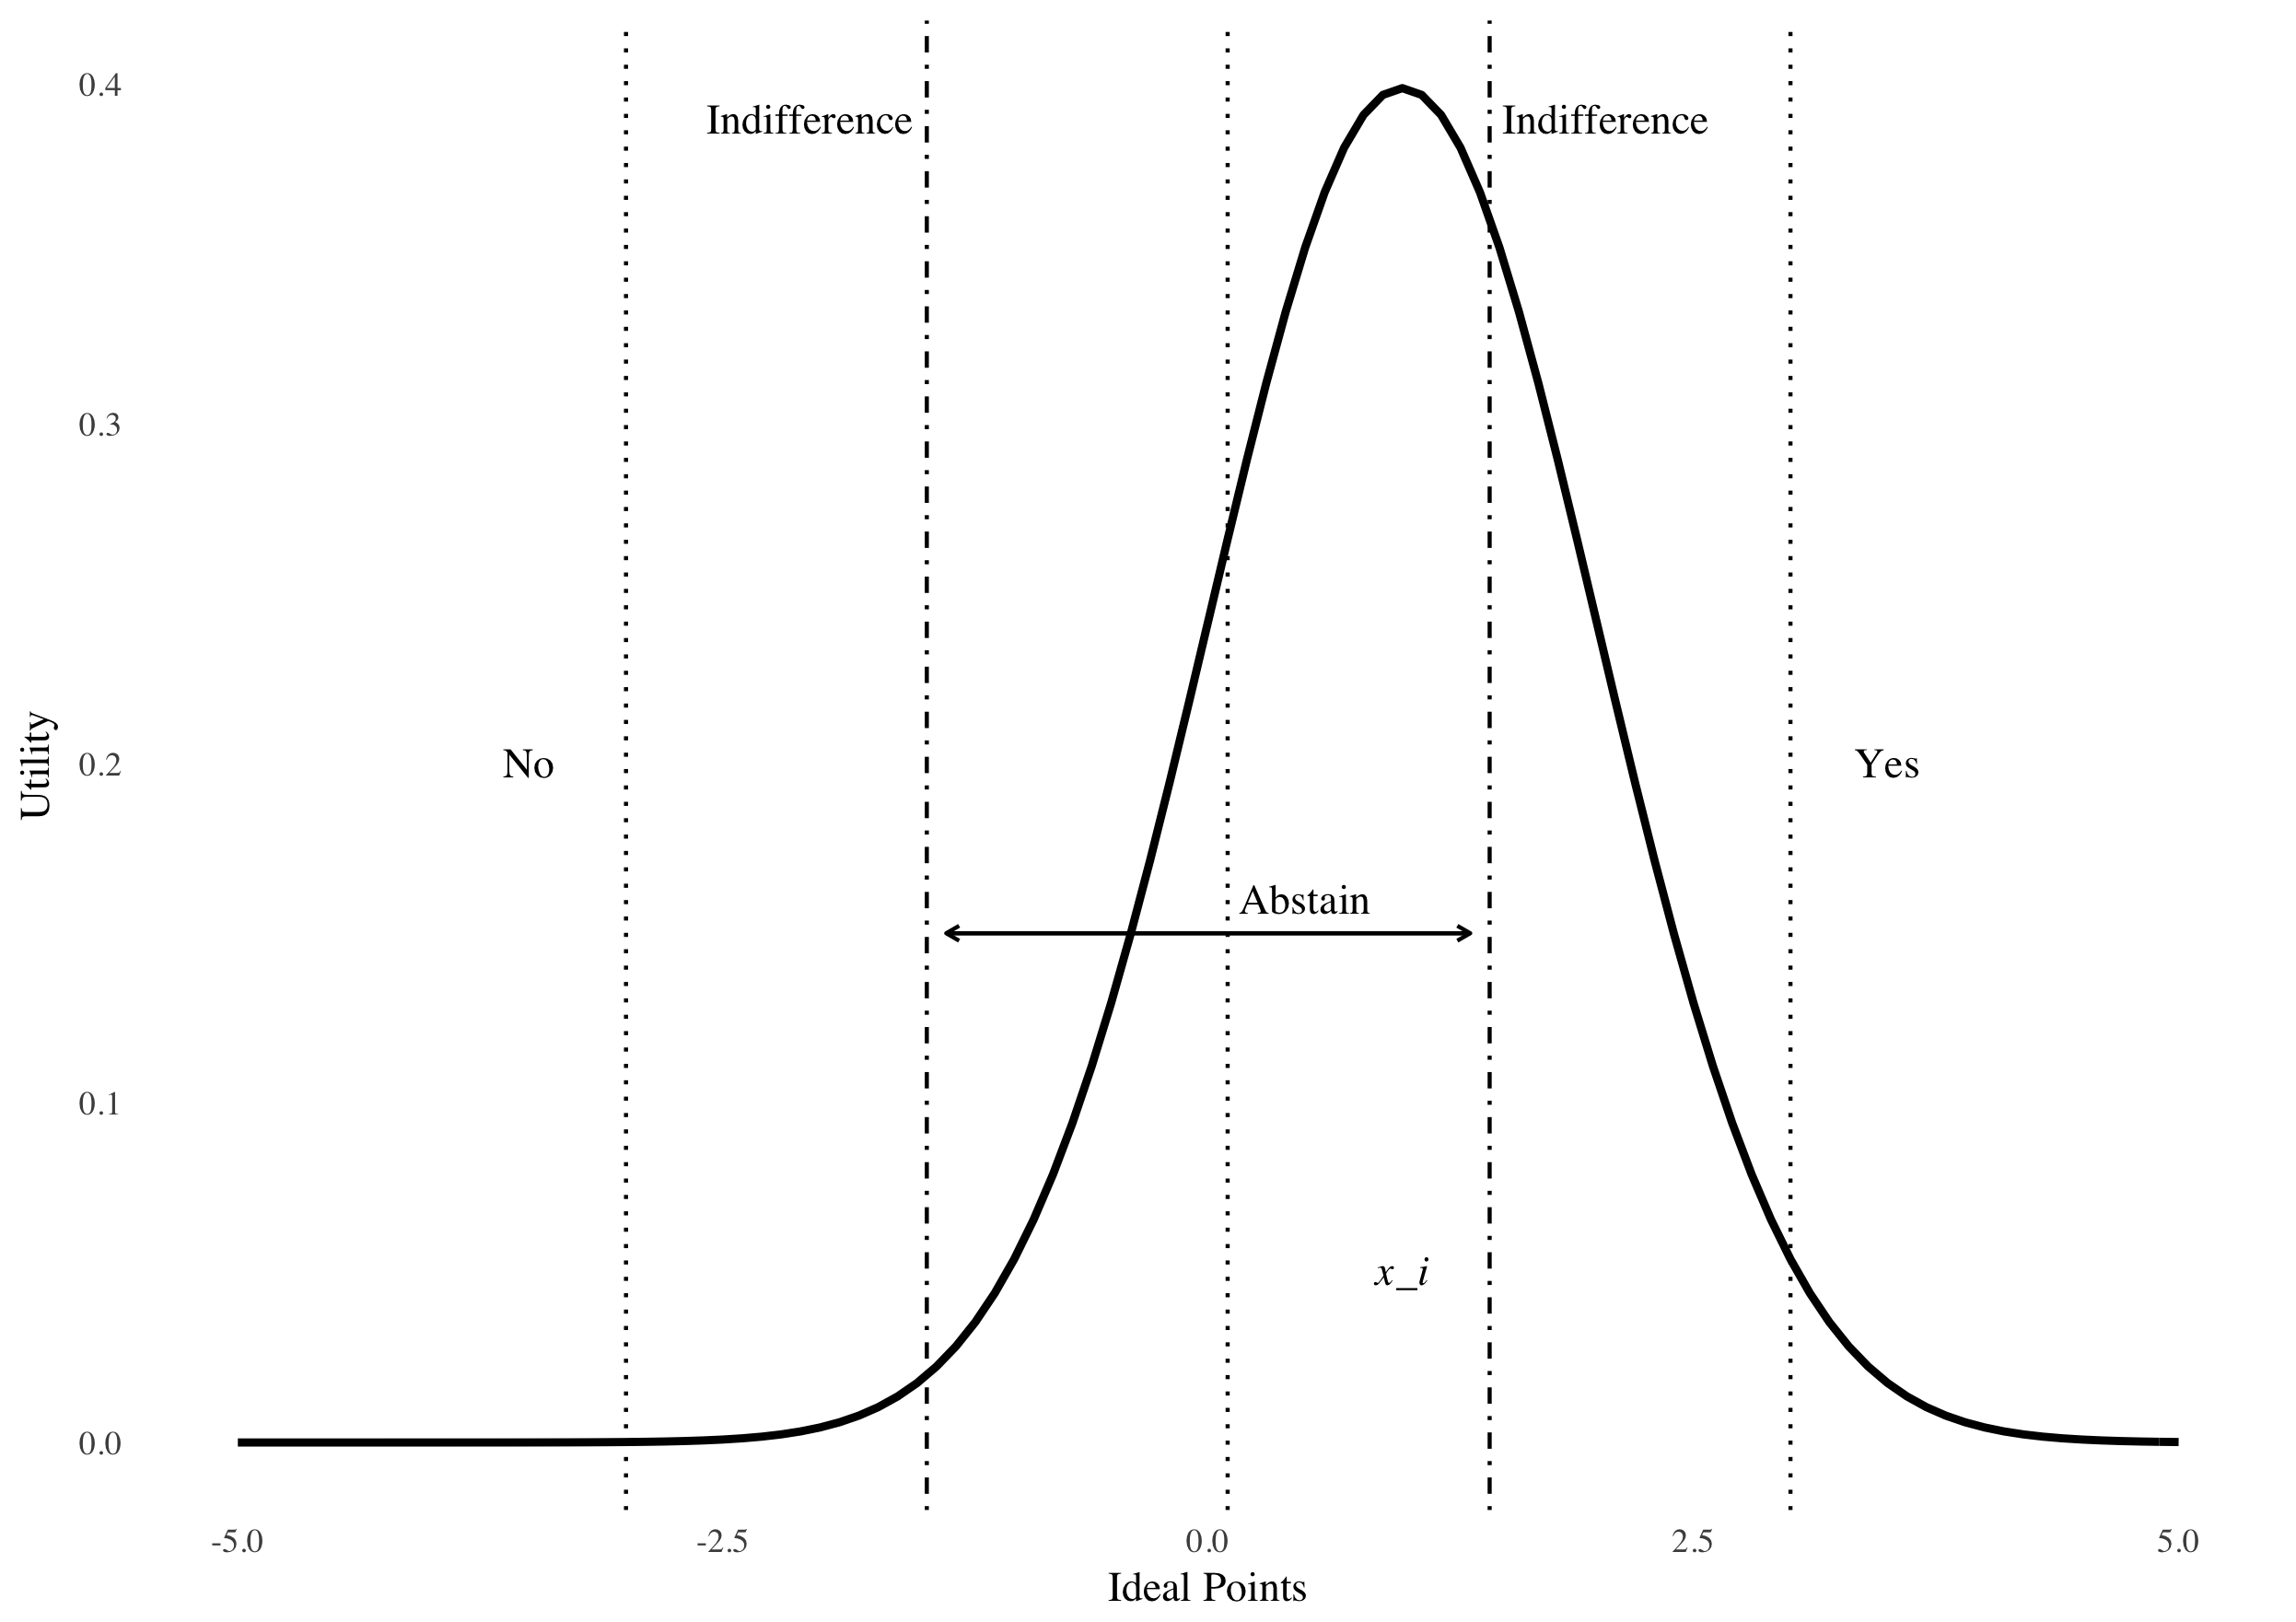 0.4
Indifference
Indifference
0.3
Utility
0.2
No
Yes
Abstain
0.1
x_i
0.0
-5.0
-2.5
0.0
2.5
5.0
Ideal Points